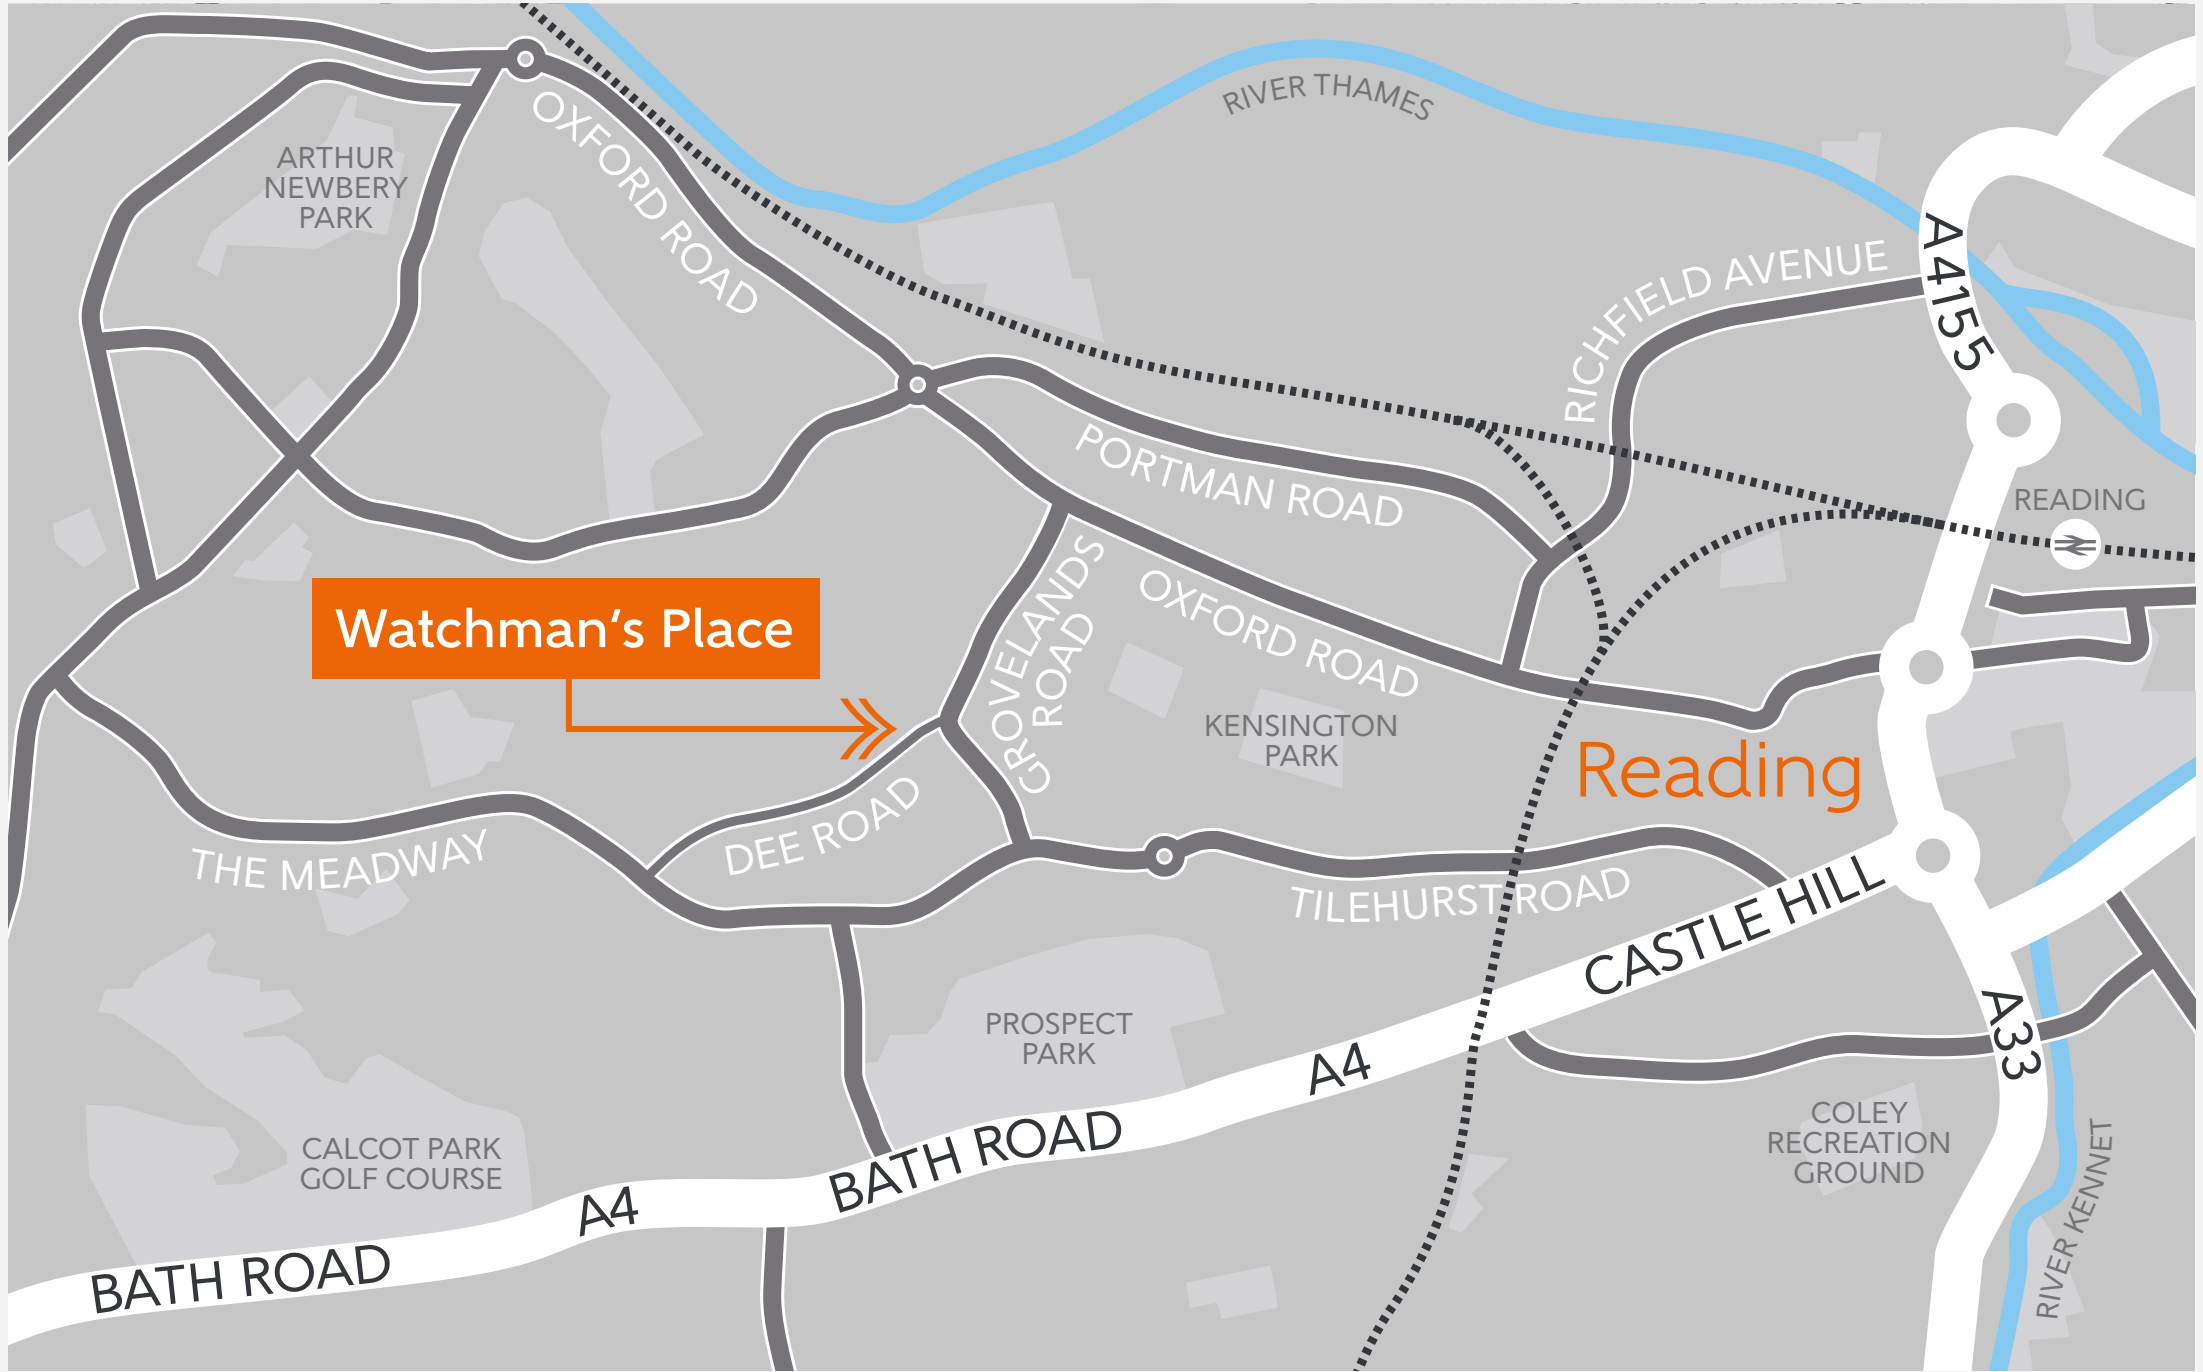 RIVER THAMES
OXFORD ROAD
ARTHUR
NEWBERY
PARK
A4155
RICHFIELD AVENUE
PORTMAN ROAD
READING
GROVELANDS
ROAD
OXFORD ROAD
Watchman‘s Place
KENSINGTON
PARK
Reading
DEE ROAD
THE MEADWAY
TILEHURST ROAD
CASTLE HILL
A33
PROSPECT
PARK
A4
COLEY
RECREATION
GROUND
RIVER KENNET
BATH ROAD
CALCOT PARK
GOLF COURSE
A4
BATH ROAD